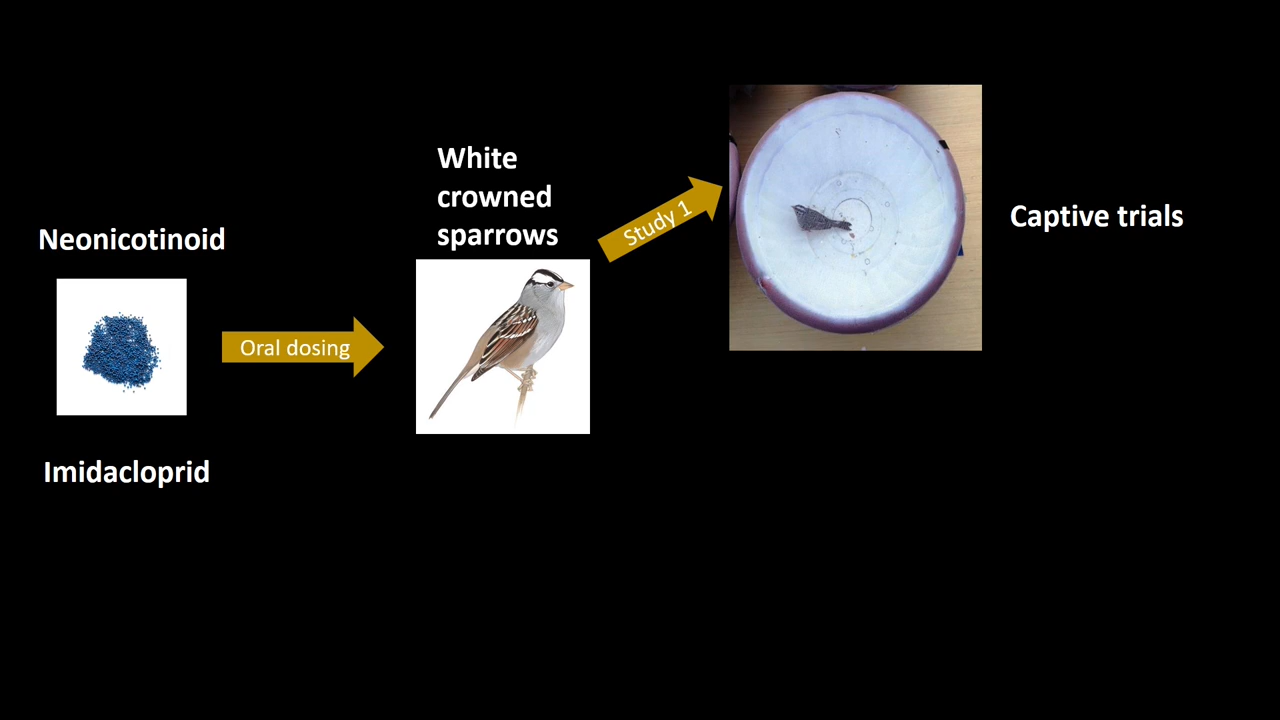 Neonicotinoid
Imidacloprid
Oral dosing
White
crowned
sparrows
Study 1
Captive trials